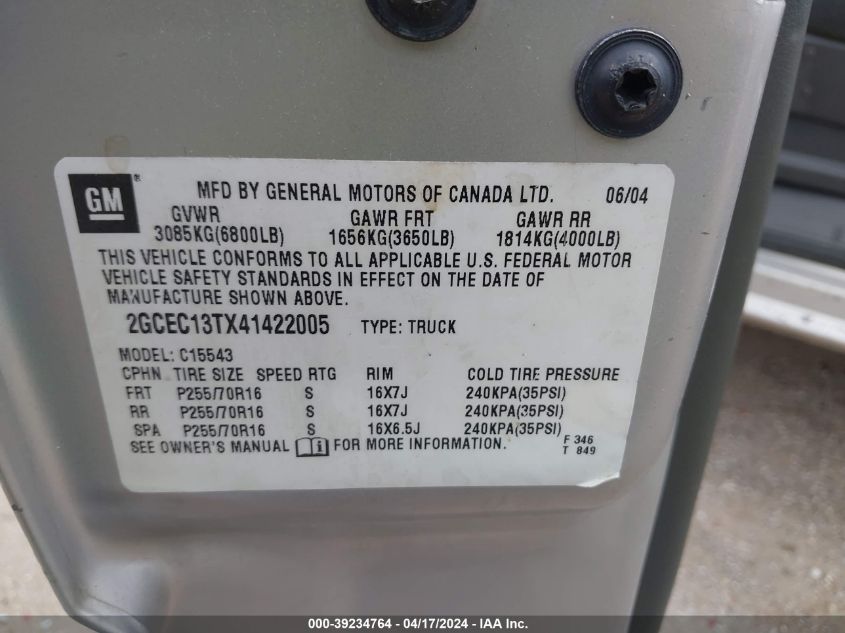 GM ® MFD BY GENERAL MOTORS OF CANADA LTD. 06/04
GVWR GAWR FRT GAWR RR
3085KG(6800LB) 1656KG(3650LB) 1814KG(4000LB)
THIS VEHICLE CONFORMS TO ALL APPLICABLE U.S. FEDERAL MOTOR
VEHICLE SAFETY STANDARDS IN EFFECT ON THE DATE OF
MANUFACTURE SHOWN ABOVE.
2GCEC13TX41422005 TYPE: TRUCK
MODEL: C15543
CPHN TIRE SIZE SPEED RTG RIM COLD TIRE PRESSURE
FRT P255/70R16 S 16X7J 240KPA(35PSI)
RR P255/70R16 S 16X7J 240KPA(35PSI)
SPA P255/70R16 S 16X6.5J 240KPA(35PSI)
SEE OWNER'S MANUAL i FOR MORE INFORMATION. F 346
T 849
000-39234764 - 04/17/2024 - IAA Inc.